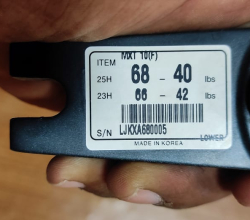 ITEM MXT 10(F)
25H 68 - 40 lbs
23H 66 - 42 lbs
S/N LJKXA680005
LOWER
MADE IN KOREA